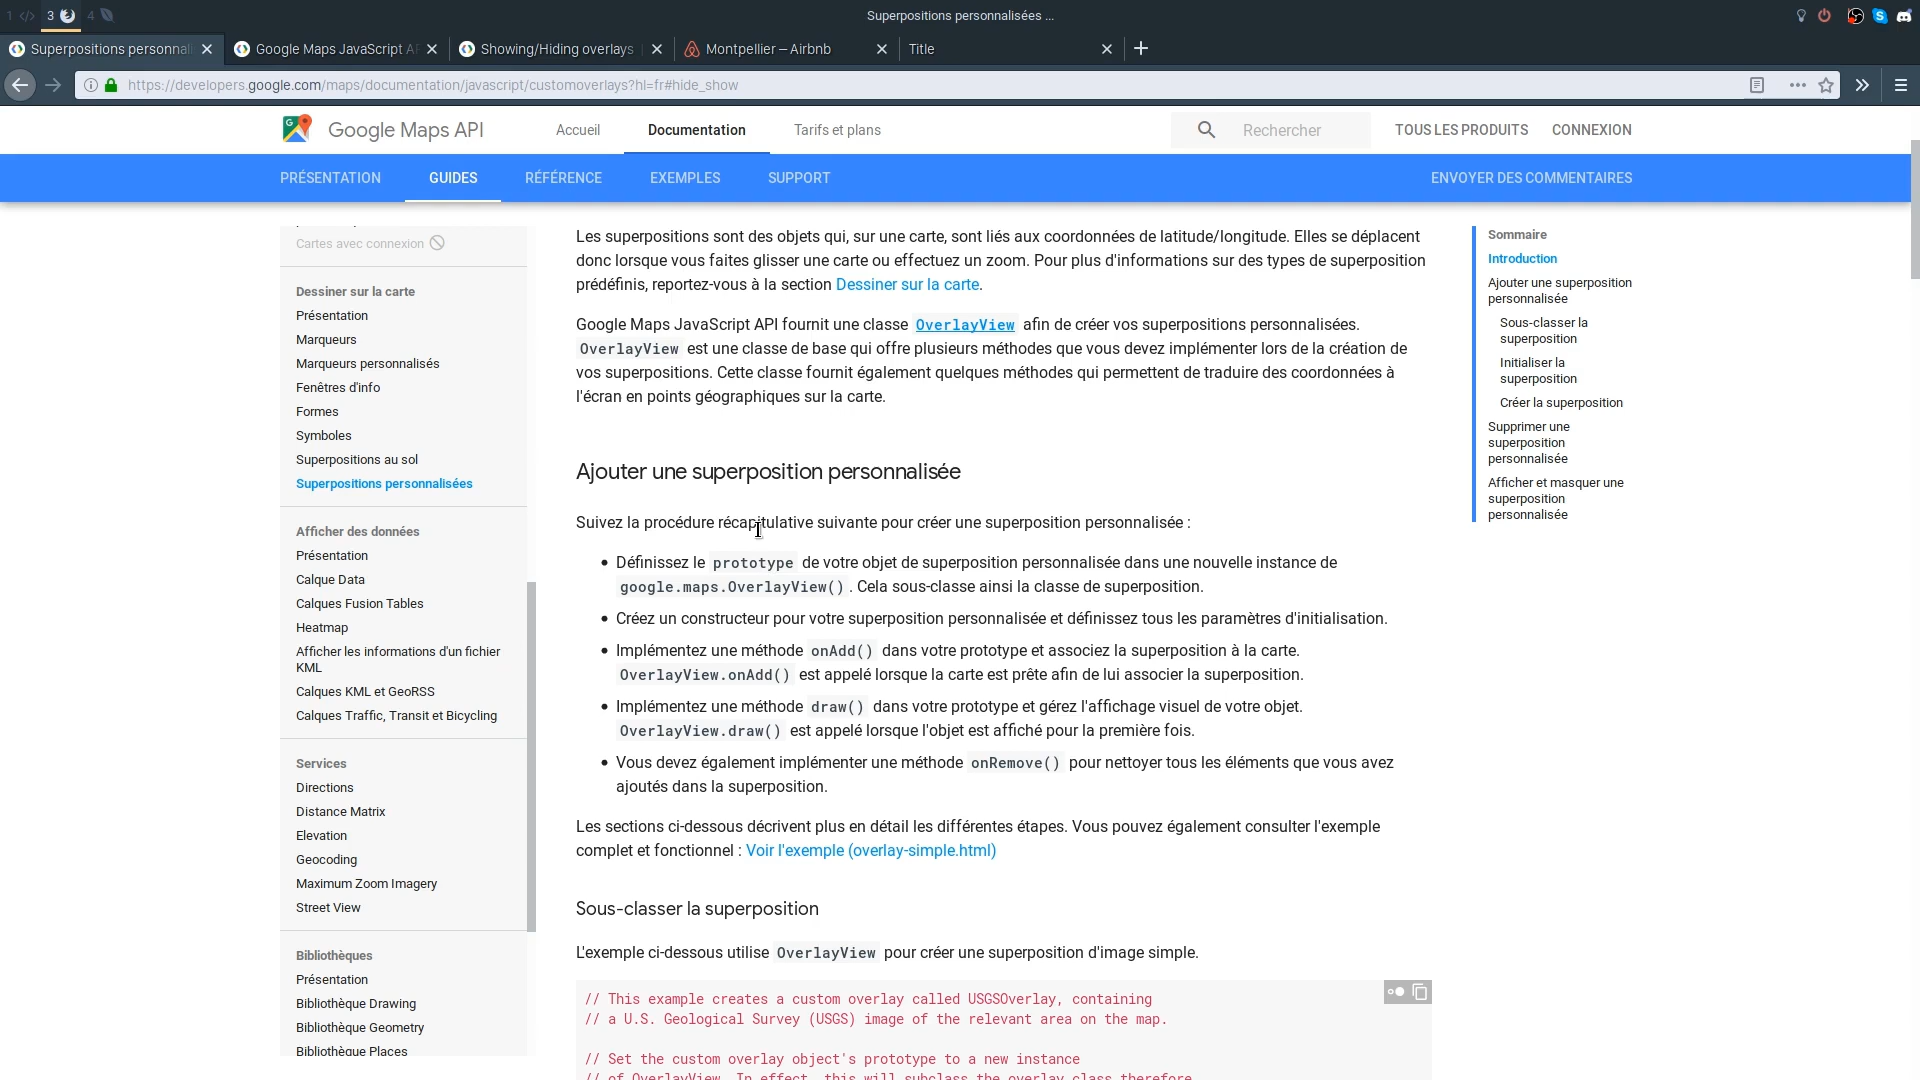 1 </> 3 4 Superpositions personnalisées ...
Superpositions personnal Google Maps JavaScript A Showing/Hiding overlays Montpellier – Airbnb Title
https://developers.google.com/maps/documentation/javascript/customoverlays?hl=fr#hide_show
Google Maps API Accueil Documentation Tarifs et plans Rechercher TOUS LES PRODUITS CONNEXION
PRÉSENTATION GUIDES RÉFÉRENCE EXEMPLES SUPPORT ENVOYER DES COMMENTAIRES
Cartes avec connexion
Dessiner sur la carte
Présentation
Marqueurs
Marqueurs personnalisés
Fenêtres d'info
Formes
Symboles
Superpositions au sol
Superpositions personnalisées
Afficher des données
Présentation
Calque Data
Calques Fusion Tables
Heatmap
Afficher les informations d'un fichier
KML
Calques KML et GeoRSS
Calques Traffic, Transit et Bicycling
Services
Directions
Distance Matrix
Elevation
Geocoding
Maximum Zoom Imagery
Street View
Bibliothèques
Présentation
Bibliothèque Drawing
Bibliothèque Geometry
Bibliothèque Places
Les superpositions sont des objets qui, sur une carte, sont liés aux coordonnées de latitude/longitude. Elles se déplacent
donc lorsque vous faites glisser une carte ou effectuez un zoom. Pour plus d'informations sur des types de superposition
prédéfinis, reportez-vous à la section Dessiner sur la carte.
Google Maps JavaScript API fournit une classe OverlayView afin de créer vos superpositions personnalisées.
OverlayView est une classe de base qui offre plusieurs méthodes que vous devez implémenter lors de la création de
vos superpositions. Cette classe fournit également quelques méthodes qui permettent de traduire des coordonnées à
l'écran en points géographiques sur la carte.
Ajouter une superposition personnalisée
Suivez la procédure récapitulative suivante pour créer une superposition personnalisée :
• Définissez le prototype de votre objet de superposition personnalisée dans une nouvelle instance de
google.maps.OverlayView(). Cela sous-classe ainsi la classe de superposition.
• Créez un constructeur pour votre superposition personnalisée et définissez tous les paramètres d'initialisation.
• Implémentez une méthode onAdd() dans votre prototype et associez la superposition à la carte.
OverlayView.onAdd() est appelé lorsque la carte est prête afin de lui associer la superposition.
• Implémentez une méthode draw() dans votre prototype et gérez l'affichage visuel de votre objet.
OverlayView.draw() est appelé lorsque l'objet est affiché pour la première fois.
• Vous devez également implémenter une méthode onRemove() pour nettoyer tous les éléments que vous avez
ajoutés dans la superposition.
Les sections ci-dessous décrivent plus en détail les différentes étapes. Vous pouvez également consulter l'exemple
complet et fonctionnel : Voir l'exemple (overlay-simple.html)
Sous-classer la superposition
L'exemple ci-dessous utilise OverlayView pour créer une superposition d'image simple.
// This example creates a custom overlay called USGSOverlay, containing
// a U.S. Geological Survey (USGS) image of the relevant area on the map.
// Set the custom overlay object's prototype to a new instance
// of OverlayView. In effect, this will subclass the overlay class therefore
Sommaire
Introduction
Ajouter une superposition
personnalisée
Sous-classer la
superposition
Initialiser la
superposition
Créer la superposition
Supprimer une
superposition
personnalisée
Afficher et masquer une
superposition
personnalisée